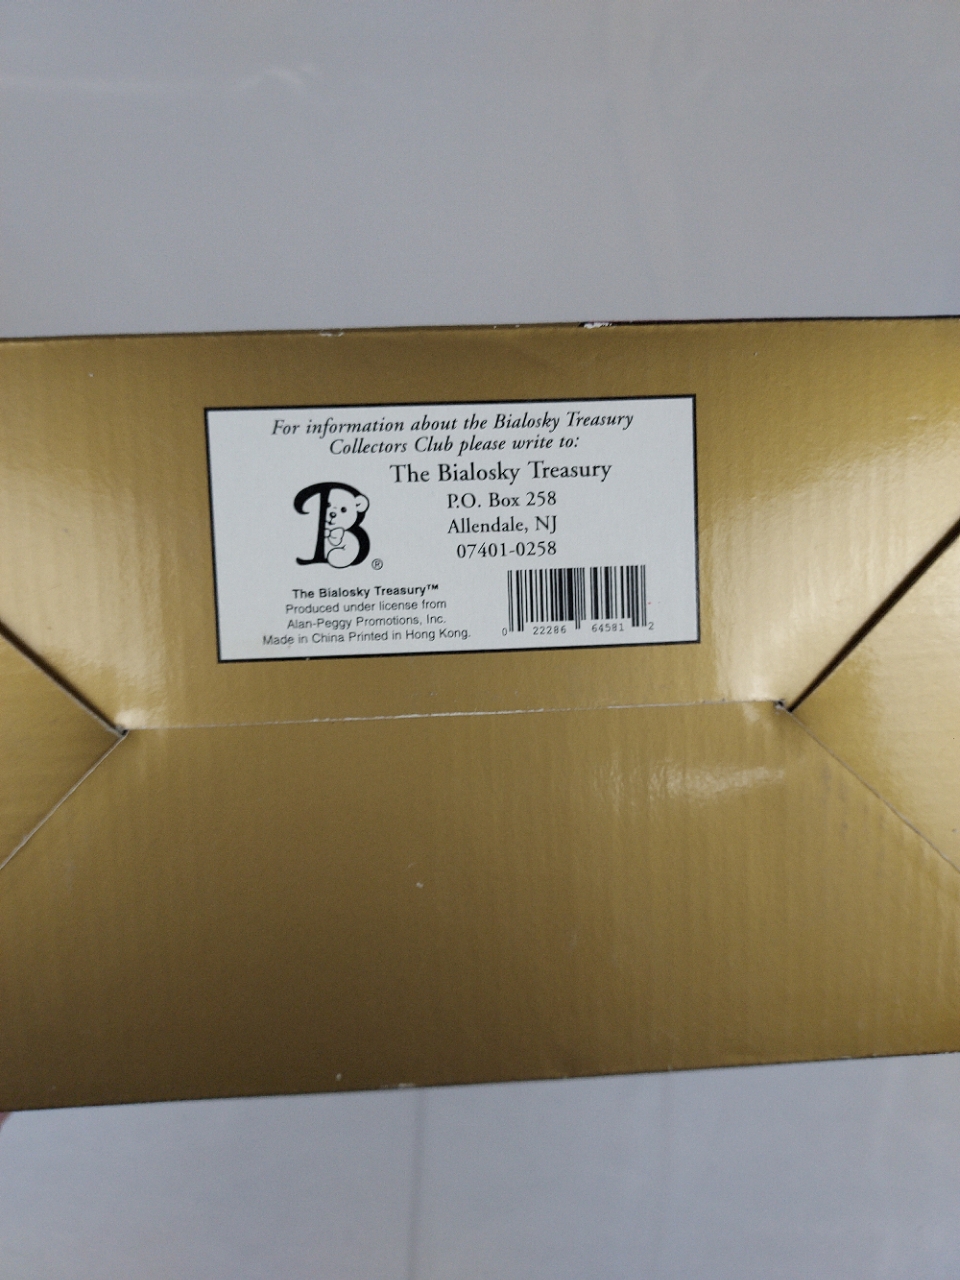 For information about the Bialosky Treasury
Collectors Club please write to:
The Bialosky Treasury
P.O. Box 258
Allendale, NJ
07401-0258
B®
The Bialosky Treasury™
Produced under license from
Alan-Peggy Promotions, Inc.
Made in China Printed in Hong Kong.
0 22286 64581 2